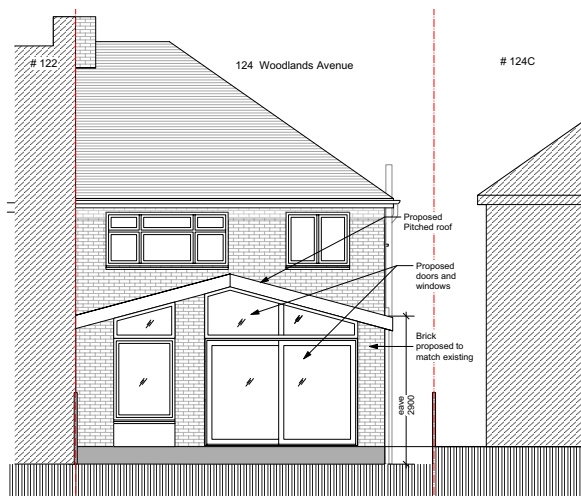 # 122
124 Woodlands Avenue
# 124C
Proposed
Pitched roof
Proposed
doors and
windows
Brick
proposed to
match existing
eave
2900